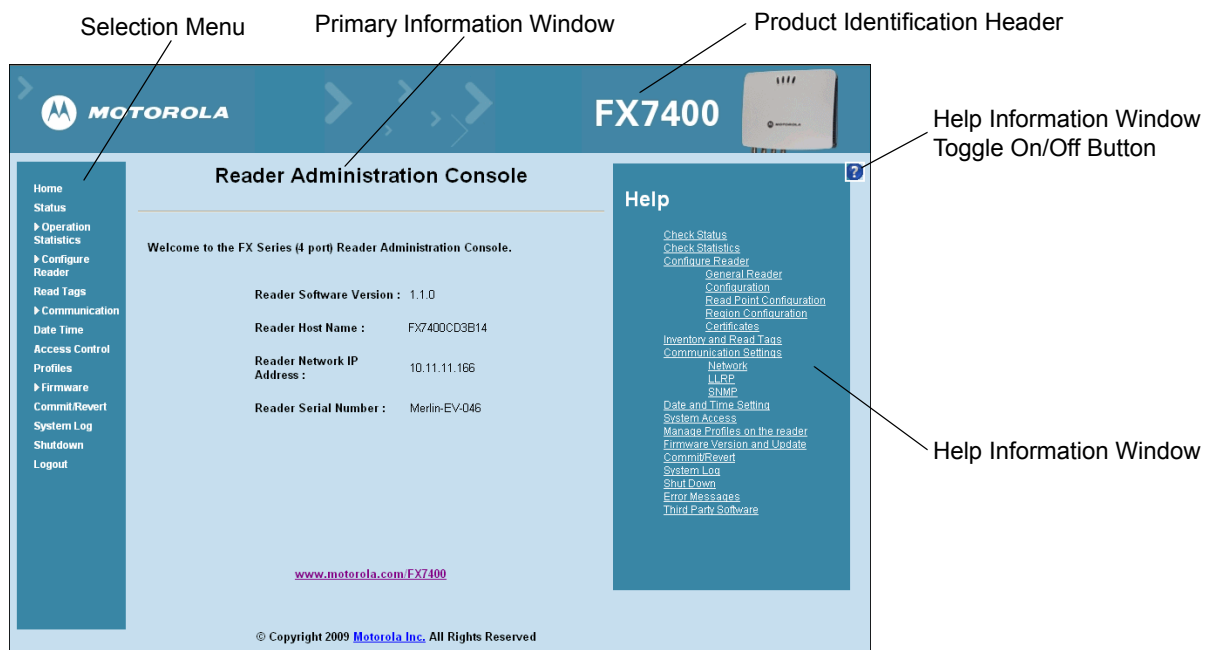 Selection Menu
Primary Information Window
Product Identification Header
MOTOROLA
FX7400
MOTOROLA
Help Information Window
Toggle On/Off Button
?
Home
Status
Operation
Statistics
Configure
Reader
Read Tags
Communication
Date Time
Access Control
Profiles
Firmware
Commit/Revert
System Log
Shutdown
Logout
Reader Administration Console
Welcome to the FX Series (4 port) Reader Administration Console.
Reader Software Version : 1.1.0
Reader Host Name : FX7400CD3B14
Reader Network IP
Address : 10.11.11.166
Reader Serial Number : Merlin-EV-046
www.motorola.com/FX7400
Help
Check Status
Check Statistics
Configure Reader
General Reader
Configuration
Read Point Configuration
Region Configuration
Certificates
Inventory and Read Tags
Communication Settings
Network
LLRP
SNMP
Date and Time Setting
System Access
Manage Profiles on the reader
Firmware Version and Update
Commit/Revert
System Log
Shut Down
Error Messages
Third Party Software
Help Information Window
© Copyright 2009 Motorola Inc. All Rights Reserved